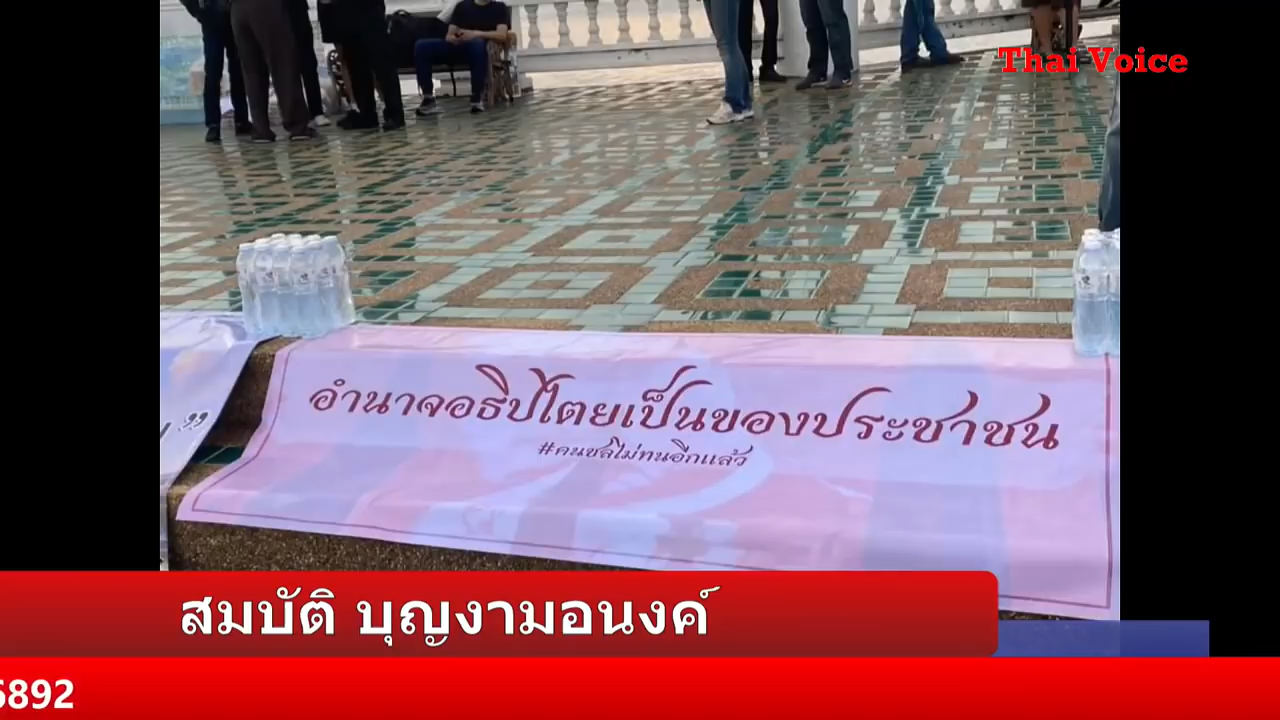 Thai Voice
อำนาจอธิปไตยเป็นของประชาชน
#คนชลไม่ทนอีกแล้ว
สมบัติ บุญงามอนงค์
6892